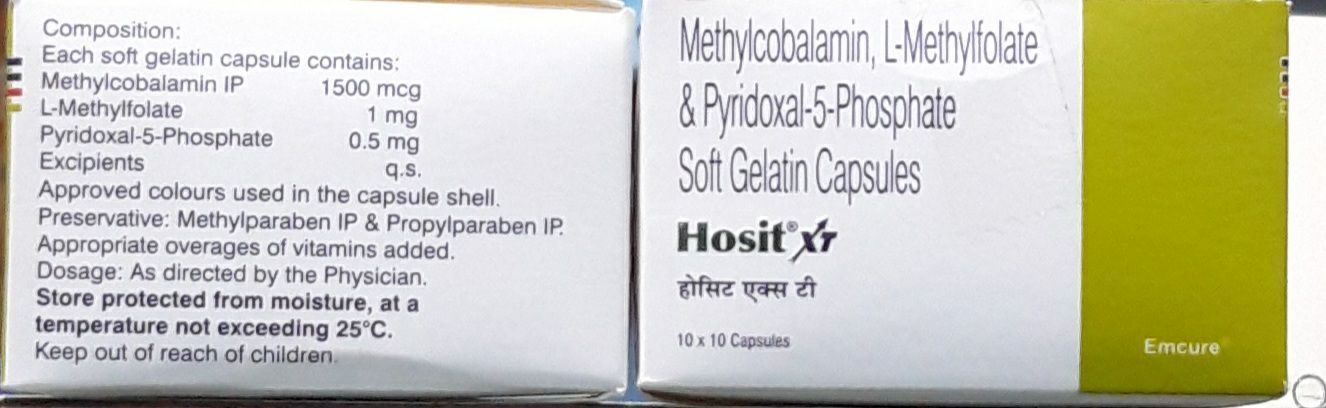 Composition:
Each soft gelatin capsule contains:
Methylcobalamin IP 1500 mcg
L-Methylfolate 1 mg
Pyridoxal-5-Phosphate 0.5 mg
Excipients q.s.
Approved colours used in the capsule shell.
Preservative: Methylparaben IP & Propylparaben IP.
Appropriate overages of vitamins added.
Dosage: As directed by the Physician.
Store protected from moisture, at a
temperature not exceeding 25°C.
Keep out of reach of children.
Methylcobalamin, L-Methylfolate
& Pyridoxal-5-Phosphate
Soft Gelatin Capsules
Hosit® XT
होसिट एक्स टी
10 x 10 Capsules
Emcure